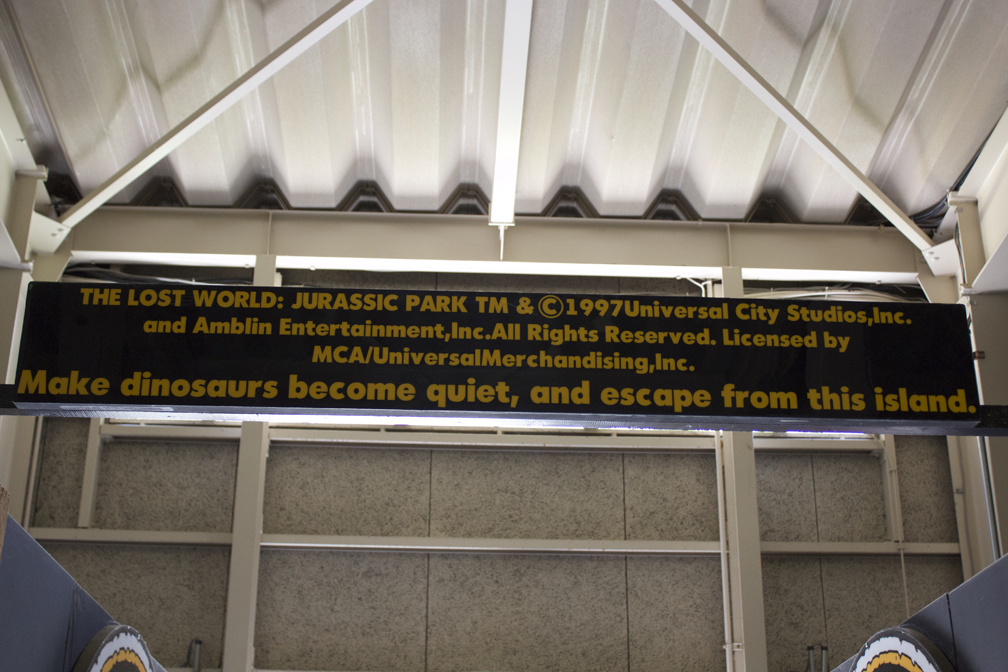 THE LOST WORLD: JURASSIC PARK TM & ©1997Universal City Studios,Inc.
and Amblin Entertainment,Inc.All Rights Reserved. Licensed by
MCA/UniversalMerchandising,Inc.
Make dinosaurs become quiet, and escape from this island.